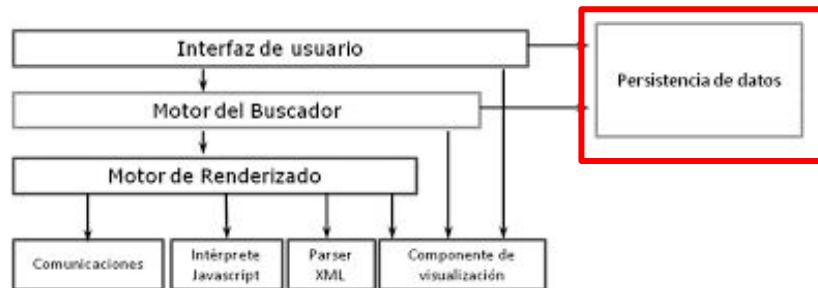 Interfaz de usuario
Persistencia de datos
Motor del Buscador
Motor de Renderizado
Comunicaciones
Intérprete
Javascript
Parser
XML
Componente de
visualización